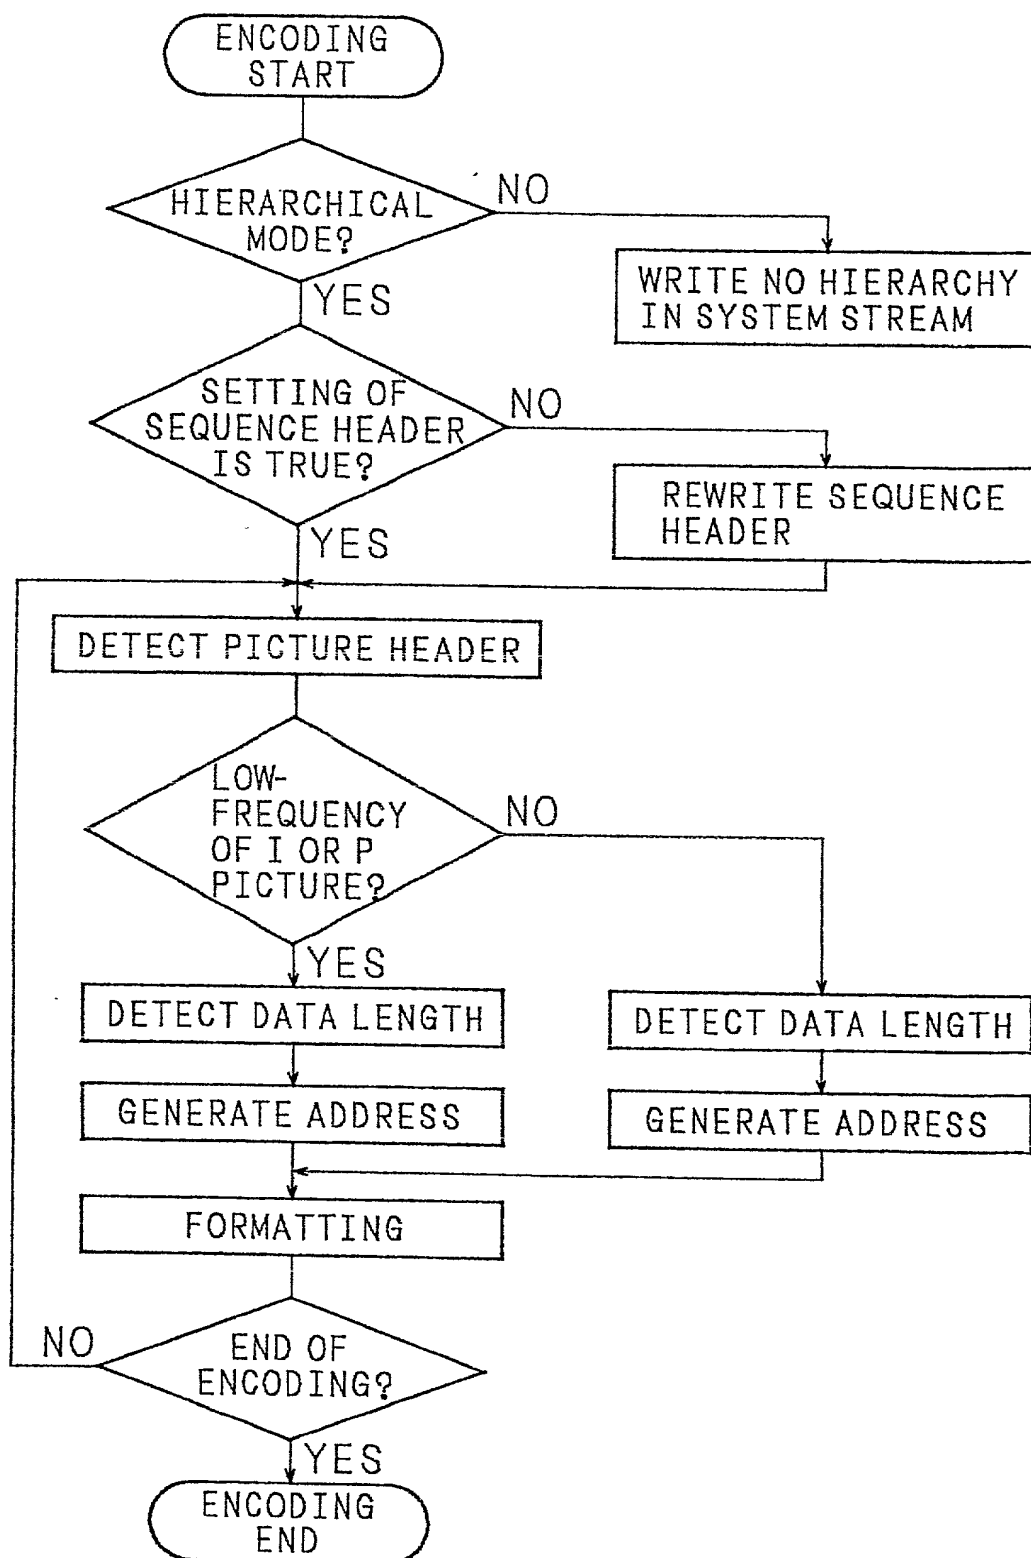 ENCODING
START
HIERARCHICAL
MODE?
NO
WRITE NO HIERARCHY
IN SYSTEM STREAM
YES
SETTING OF
SEQUENCE HEADER
IS TRUE?
NO
REWRITE SEQUENCE
HEADER
YES
DETECT PICTURE HEADER
LOW-
FREQUENCY
OF I OR P
PICTURE?
NO
YES
DETECT DATA LENGTH
DETECT DATA LENGTH
GENERATE ADDRESS
GENERATE ADDRESS
FORMATTING
NO
END OF
ENCODING?
YES
ENCODING
END